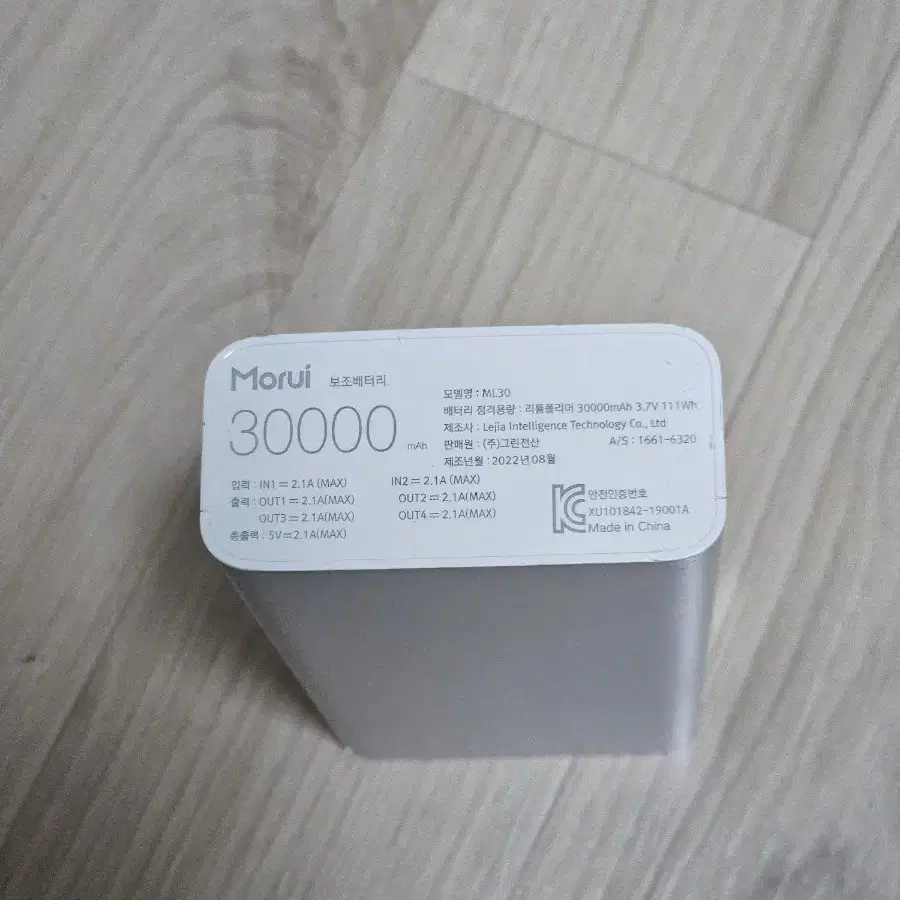 Morui 보조배터리
30000 mAh
모델명 : ML30
배터리 정격용량 : 리튬폴리머 30000mAh 3.7V 111Wh
제조사 : Lejia Intelligence Technology Co., Ltd
판매원 : (주)그린전산 A/S : 1661-6320
제조년월 : 2022년 08월
입력 : IN1 ⎓ 2.1A (MAX) IN2 ⎓ 2.1A (MAX)
출력 : OUT1 ⎓ 2.1A(MAX) OUT2 ⎓ 2.1A(MAX)
OUT3 ⎓ 2.1A(MAX) OUT4 ⎓ 2.1A(MAX)
총출력 : 5V⎓2.1A(MAX)
안전인증번호
XU101842-19001A
Made in China